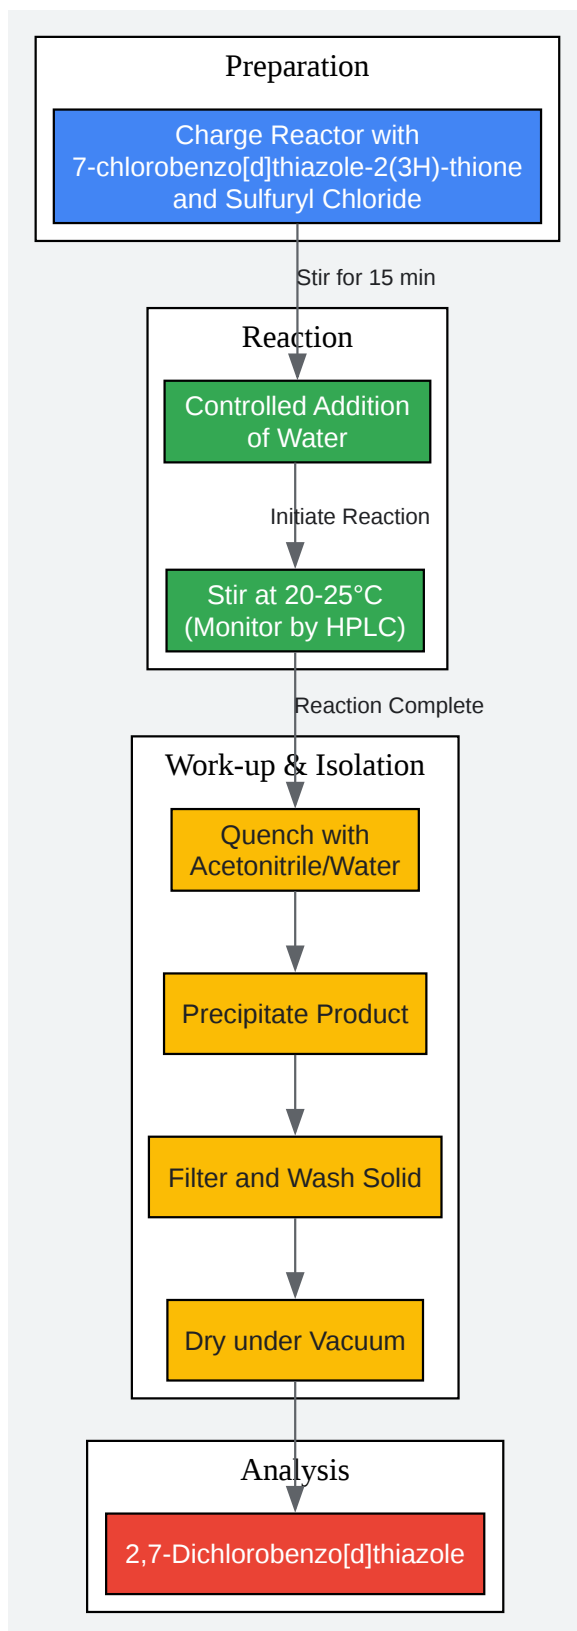 Preparation
Charge Reactor with
7-chlorobenzo[d]thiazole-2(3H)-thione
and Sulfuryl Chloride
Stir for 15 min
Reaction
Controlled Addition
of Water
Initiate Reaction
Stir at 20-25°C
(Monitor by HPLC)
Reaction Complete
Work-up & Isolation
Quench with
Acetonitrile/Water
Precipitate Product
Filter and Wash Solid
Dry under Vacuum
Analysis
2,7-Dichlorobenzo[d]thiazole